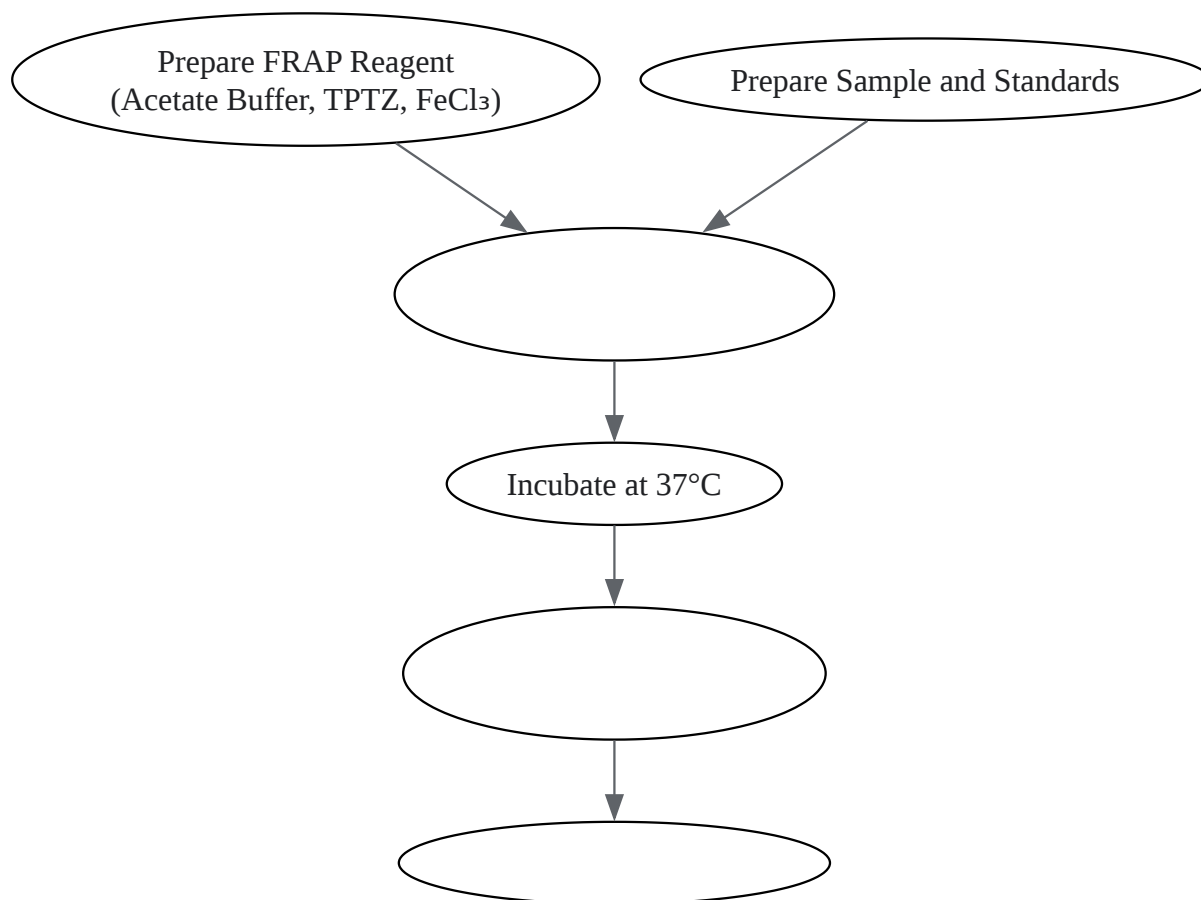 Prepare FRAP Reagent
(Acetate Buffer, TPTZ, FeCl₃)
Prepare Sample and Standards
Incubate at 37°C